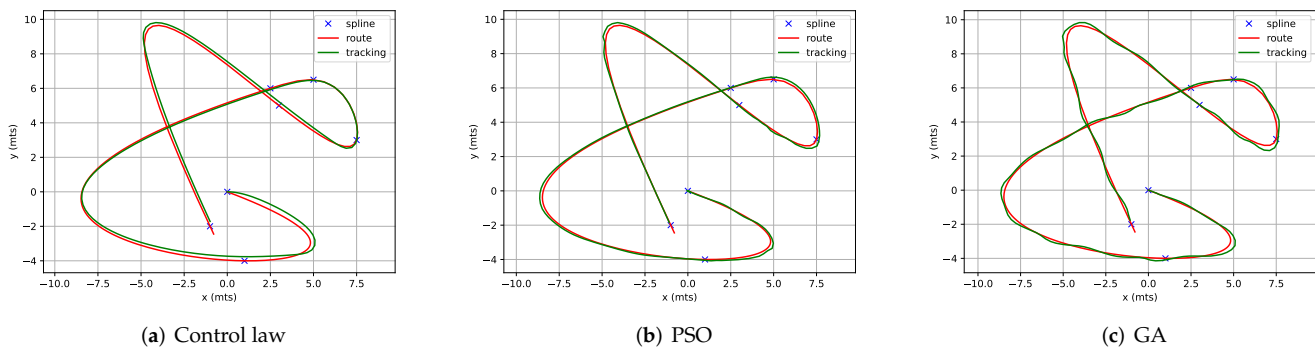 10
8
6
4
2
0
−2
−4
y (mts)
−10.0 −7.5 −5.0 −2.5 0.0 2.5 5.0 7.5
x (mts)
spline
route
tracking
(a) Control law
10
8
6
4
2
0
−2
−4
y (mts)
−10.0 −7.5 −5.0 −2.5 0.0 2.5 5.0 7.5
x (mts)
spline
route
tracking
(b) PSO
10
8
6
4
2
0
−2
−4
y (mts)
−10.0 −7.5 −5.0 −2.5 0.0 2.5 5.0 7.5
x (mts)
spline
route
tracking
(c) GA